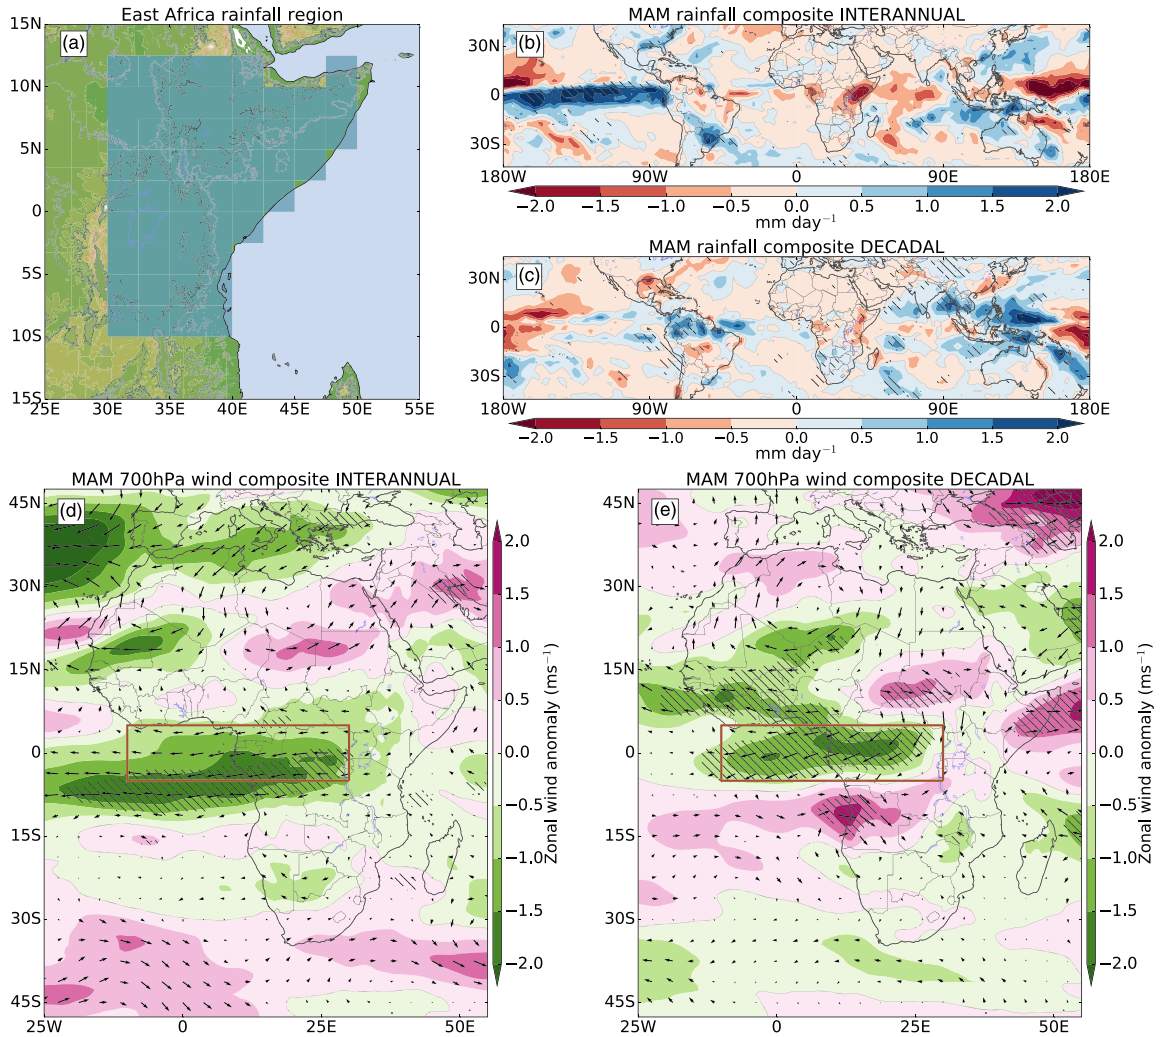 East Africa rainfall region
(a)
15N
10N
5N
0
5S
10S
15S
25E 30E 35E 40E 45E 50E 55E
MAM rainfall composite INTERANNUAL
(b)
30N
0
30S
180W 90W 0 90E 180E
−2.0 −1.5 −1.0 −0.5 0.0 0.5 1.0 1.5 2.0
mm day⁻¹
MAM rainfall composite DECADAL
(c)
30N
0
30S
180W 90W 0 90E 180E
−2.0 −1.5 −1.0 −0.5 0.0 0.5 1.0 1.5 2.0
mm day⁻¹
MAM 700hPa wind composite INTERANNUAL
(d)
45N
30N
15N
0
15S
30S
45S
25W 0 25E 50E
2.0
1.5
1.0
0.5
0.0
−0.5
−1.0
−1.5
−2.0
Zonal wind anomaly (ms⁻¹)
MAM 700hPa wind composite DECADAL
(e)
45N
30N
15N
0
15S
30S
45S
25W 0 25E 50E
2.0
1.5
1.0
0.5
0.0
−0.5
−1.0
−1.5
−2.0
Zonal wind anomaly (ms⁻¹)